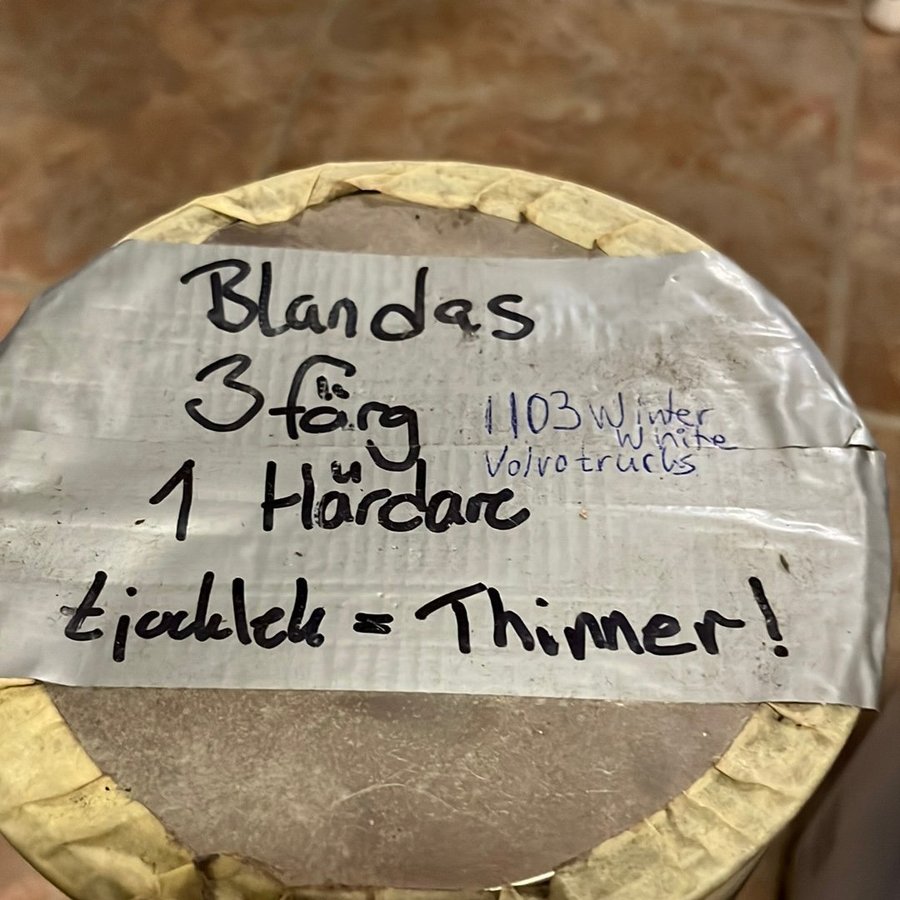 Blandas
3 färg
1103 Winter
White
Volvotrucks
1 Härdare
tjocklek = Thinner!